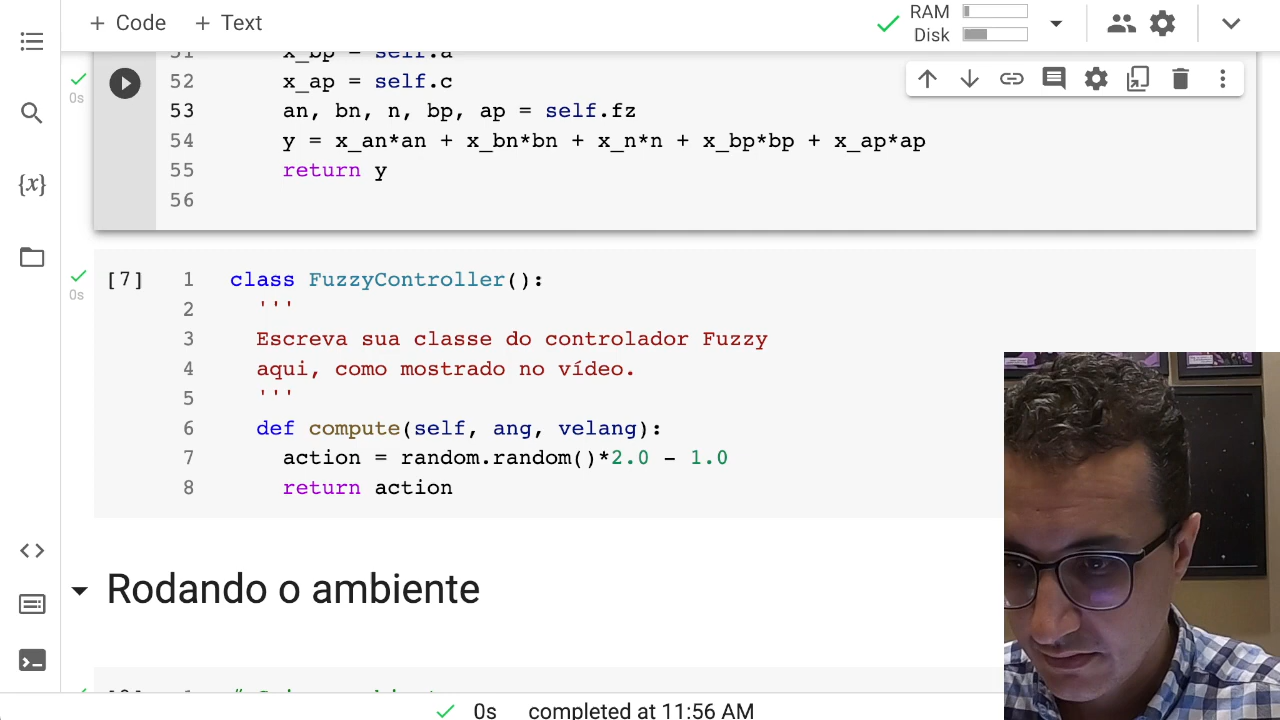 + Code + Text
RAM
Disk
51 x_bp = self.a
52 x_ap = self.c
53 an, bn, n, bp, ap = self.fz
54 y = x_an*an + x_bn*bn + x_n*n + x_bp*bp + x_ap*ap
55 return y
56
0s
[7] 1 class FuzzyController():
0s
2 '''
3 Escreva sua classe do controlador Fuzzy
4 aqui, como mostrado no vídeo.
5 '''
6 def compute(self, ang, velang):
7 action = random.random()*2.0 - 1.0
8 return action
{x}
Rodando o ambiente
0s completed at 11:56 AM